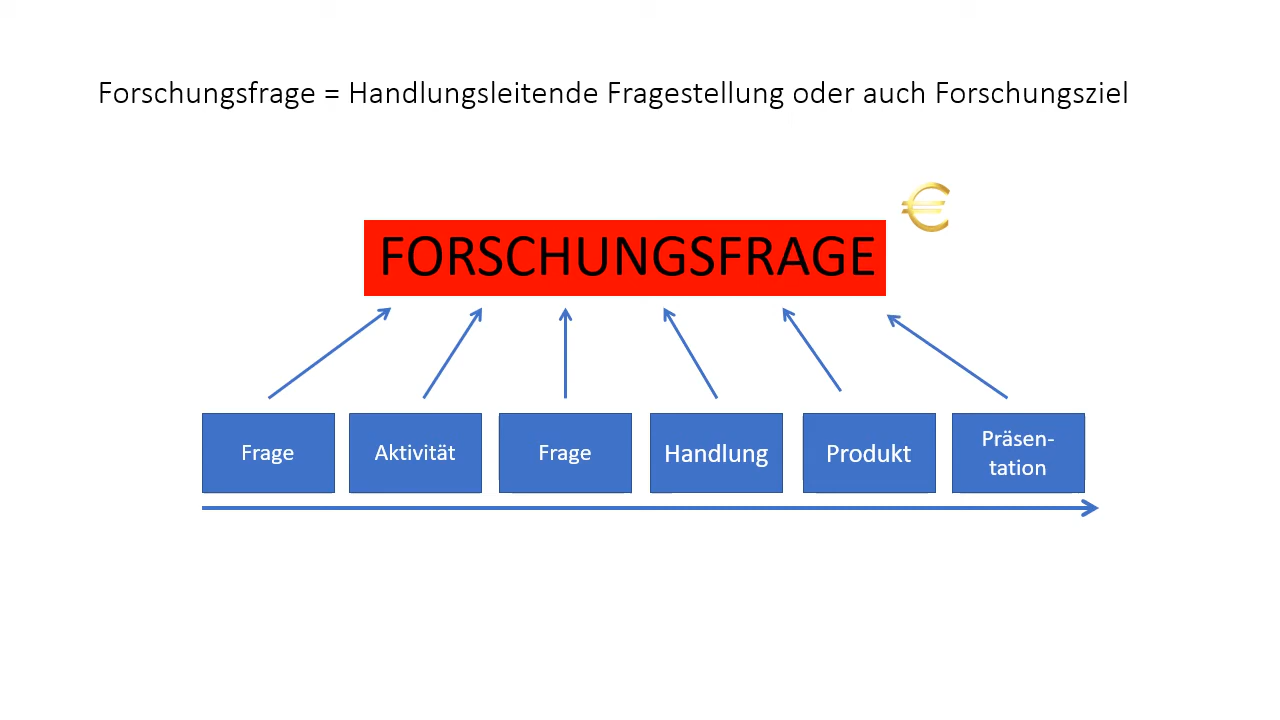 Forschungsfrage = Handlungsleitende Fragestellung oder auch Forschungsziel
€
FORSCHUNGSFRAGE
Frage
Aktivität
Frage
Handlung
Produkt
Präsen-
tation